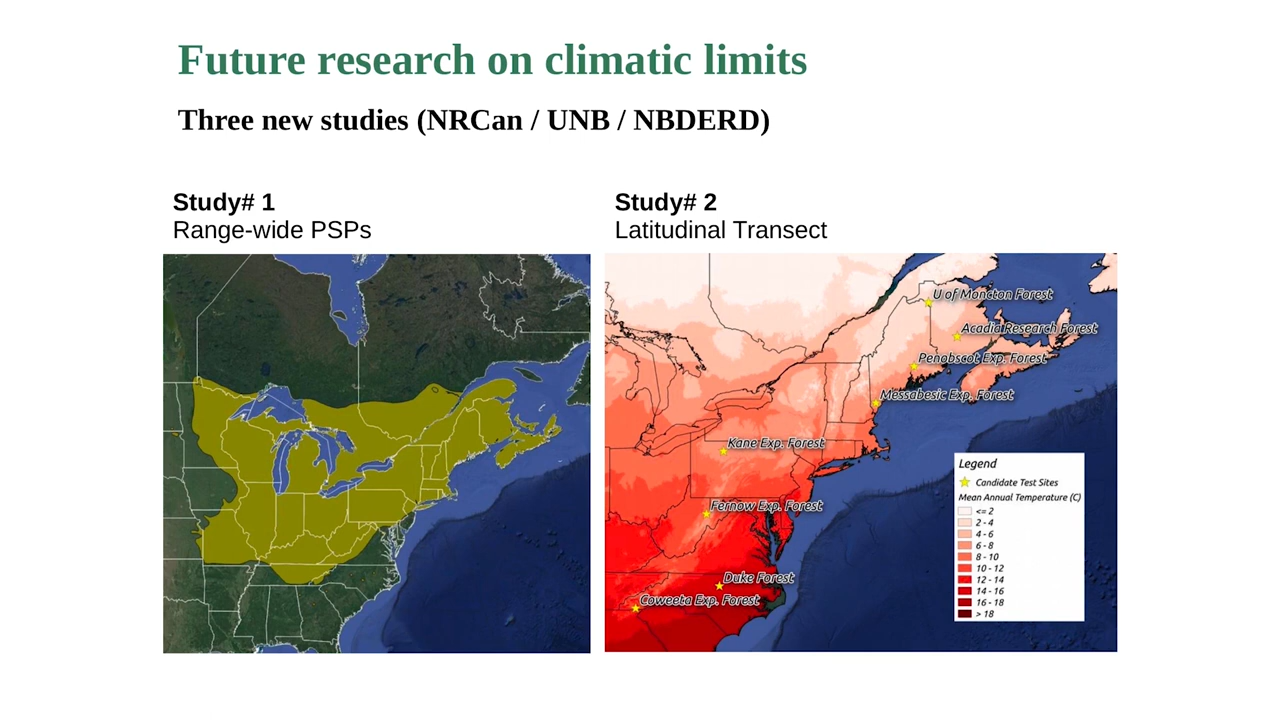 Future research on climatic limits
Three new studies (NRCan / UNB / NBDERD)
Study# 1
Range-wide PSPs
Study# 2
Latitudinal Transect
U of Moncton Forest
Acadia Research Forest
Penobscot Exp. Forest
Messabesic Exp. Forest
Kane Exp. Forest
Fernow Exp. Forest
Duke Forest
Coweeta Exp. Forest
Legend
Candidate Test Sites
Mean Annual Temperature (C)
<= 2
2 - 4
4 - 6
6 - 8
8 - 10
10 - 12
12 - 14
14 - 16
16 - 18
> 18